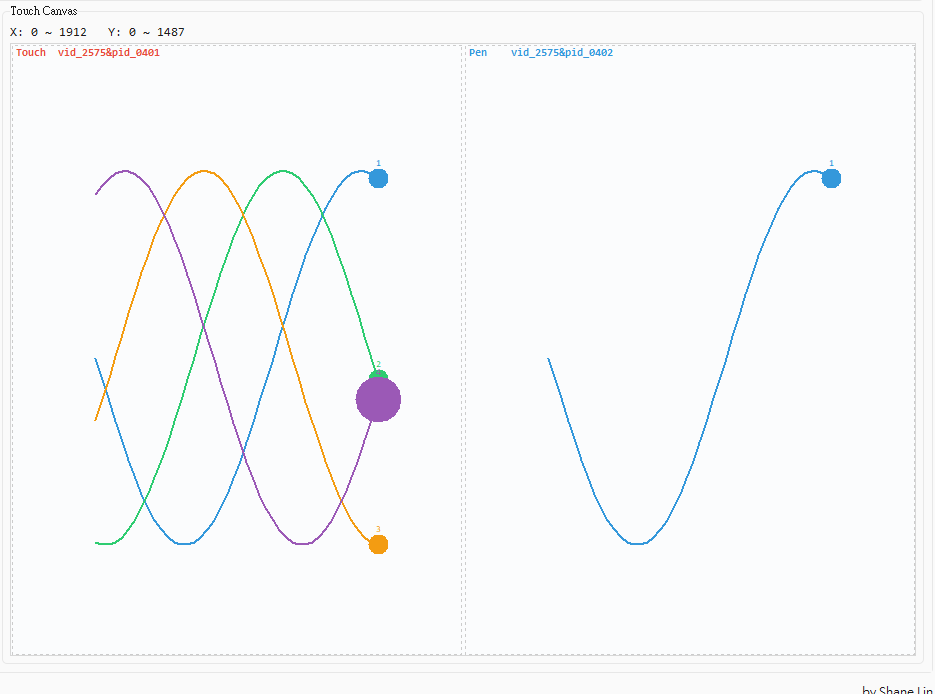 Touch Canvas
X: 0 ~ 1912 Y: 0 ~ 1487
Touch vid_2575&pid_0401
Pen vid_2575&pid_0402
1
1
2
3
by Shane Lin